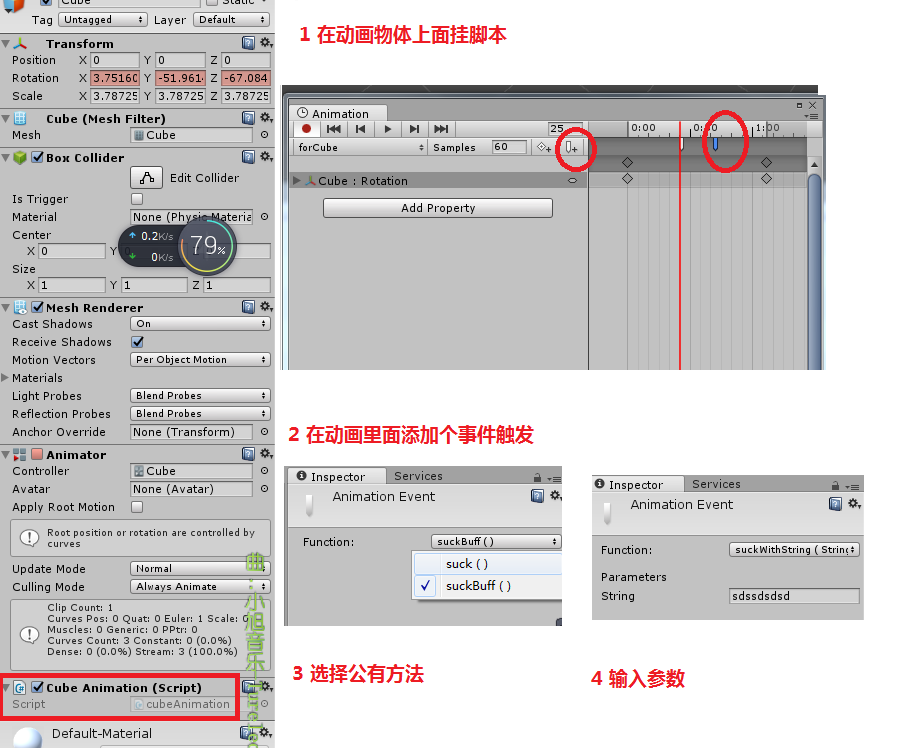 Cube
Static
Tag Untagged Layer Default
Transform
Position X 0 Y 0 Z 0
Rotation X 3.75160 Y -51.961 Z -67.084
Scale X 3.78725 Y 3.78725 Z 3.78725
Cube (Mesh Filter)
Mesh Cube
Box Collider
Edit Collider
Is Trigger
Material None (Physic Materia
Center
X 0 Y
Size
X 1 Y 1 Z 1
0.2K/s
0K/s
79%
Mesh Renderer
Cast Shadows On
Receive Shadows
Motion Vectors Per Object Motion
Materials
Light Probes Blend Probes
Reflection Probes Blend Probes
Anchor Override None (Transform)
Animator
Controller Cube
Avatar None (Avatar)
Apply Root Motion
Root position or rotation are controlled by
curves
Update Mode Normal
Culling Mode Always Animate
Clip Count: 1
Curves Pos: 0 Quat: 0 Euler: 1 Scale: 0
Muscles: 0 Generic: 0 PPtr: 0
Curves Count: 3 Constant: 0 (0.0%)
Dense: 0 (0.0%) Stream: 3 (100.0%)
Cube Animation (Script)
Script cubeAnimation
Default-Material
1 在动画物体上面挂脚本
Animation
25 0:00 1:00
forCube Samples 60
Cube : Rotation
Add Property
2 在动画里面添加个事件触发
Inspector Services
Animation Event
Function: suckBuff ( )
suck ( )
✓ suckBuff ( )
3 选择公有方法
Inspector Services
Animation Event
Function: suckWithString ( String
Parameters
String sdssdsdsd
4 输入参数